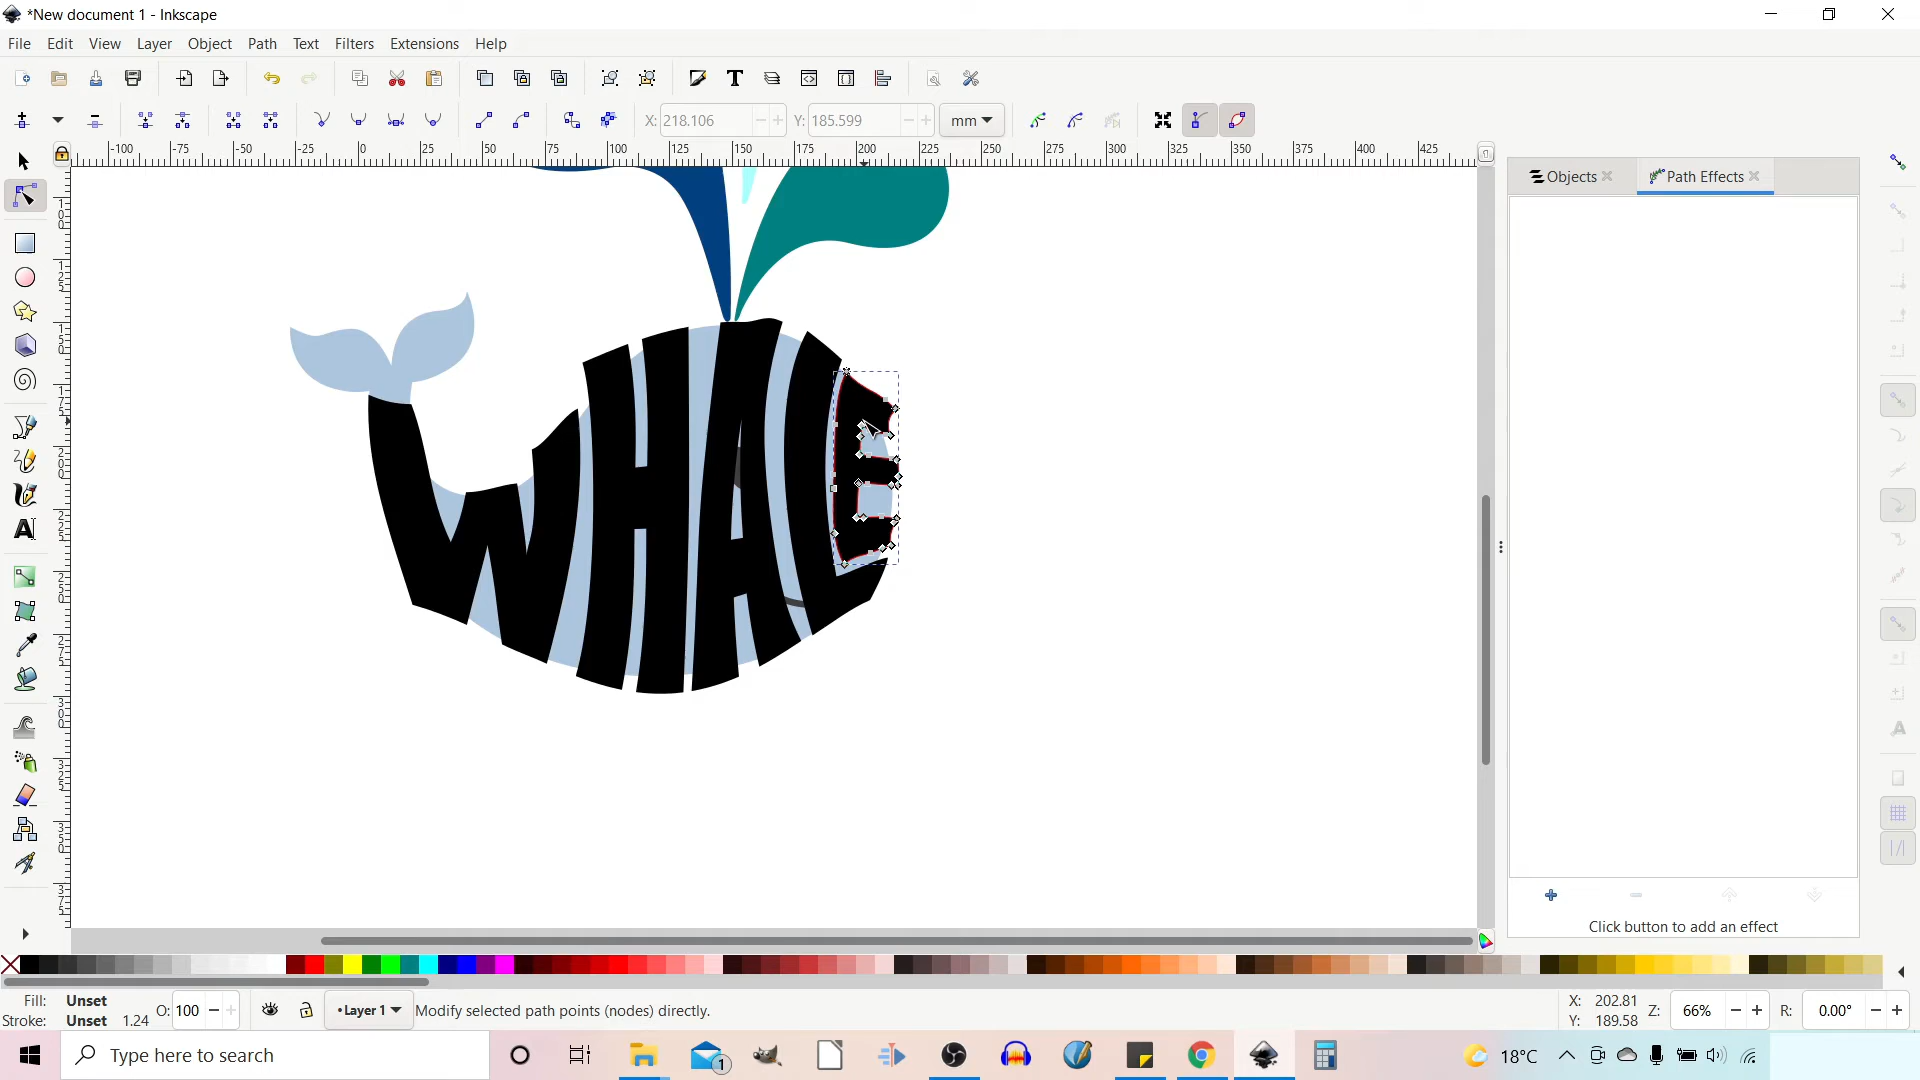 *New document 1 - Inkscape
File Edit View Layer Object Path Text Filters Extensions Help
X: 218.106 Y: 185.599 mm
-100 -75 -50 -25 0 25 50 75 100 125 150 175 200 225 250 275 300 325 350 375 400 425
Objects Path Effects
WHALE
Click button to add an effect
Fill: Unset O: 100 Layer 1 Modify selected path points (nodes) directly. X: 202.81 Z: 66% R: 0.00°
Stroke: Unset 1.24 Y: 189.58
Type here to search 1 18°C